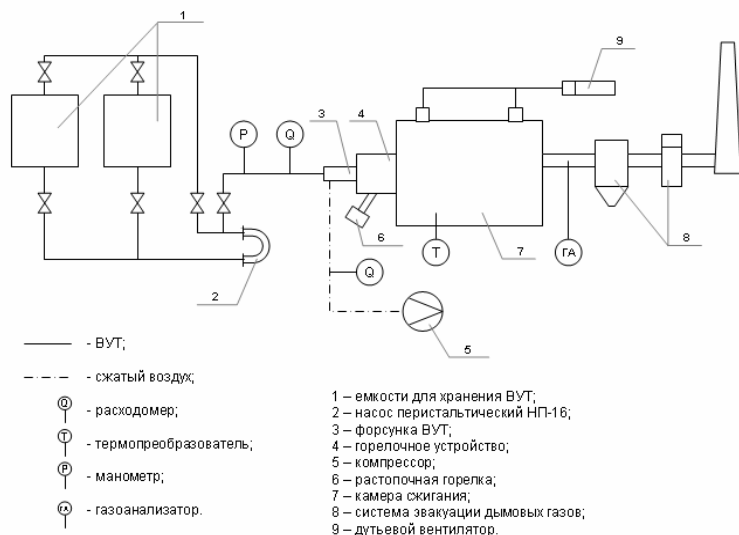 1
9
3
4
P
Q
6
T
7
ГА
8
2
Q
5
- ВУТ;
- сжатый воздух;
Q - расходомер;
T - термопреобразователь;
P - манометр;
ГА - газоанализатор.
1 – емкости для хранения ВУТ;
2 – насос перистальтический НП-16;
3 – форсунка ВУТ;
4 – горелочное устройство;
5 – компрессор;
6 – растопочная горелка;
7 – камера сжигания;
8 – система эвакуации дымовых газов;
9 – дутьевой вентилятор.